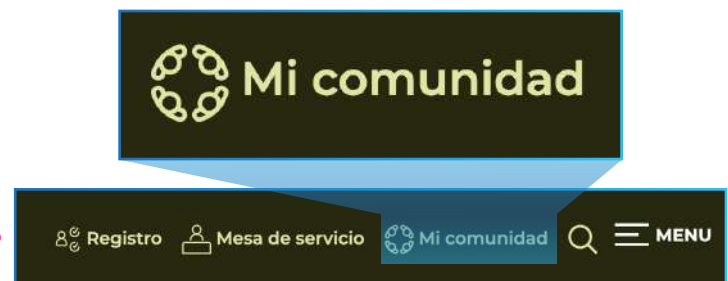 Mi comunidad
Registro Mesa de servicio Mi comunidad MENU